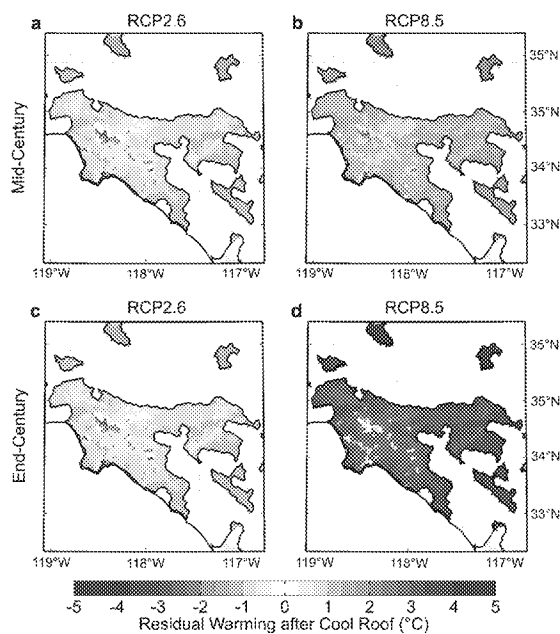 a RCP2.6
b RCP8.5
35°N
35°N
34°N
33°N
Mid-Century
119°W 118°W 117°W
119°W 118°W 117°W
c RCP2.6
d RCP8.5
35°N
35°N
34°N
33°N
End-Century
119°W 118°W 117°W
119°W 118°W 117°W
-5 -4 -3 -2 -1 0 1 2 3 4 5
Residual Warming after Cool Roof (°C)